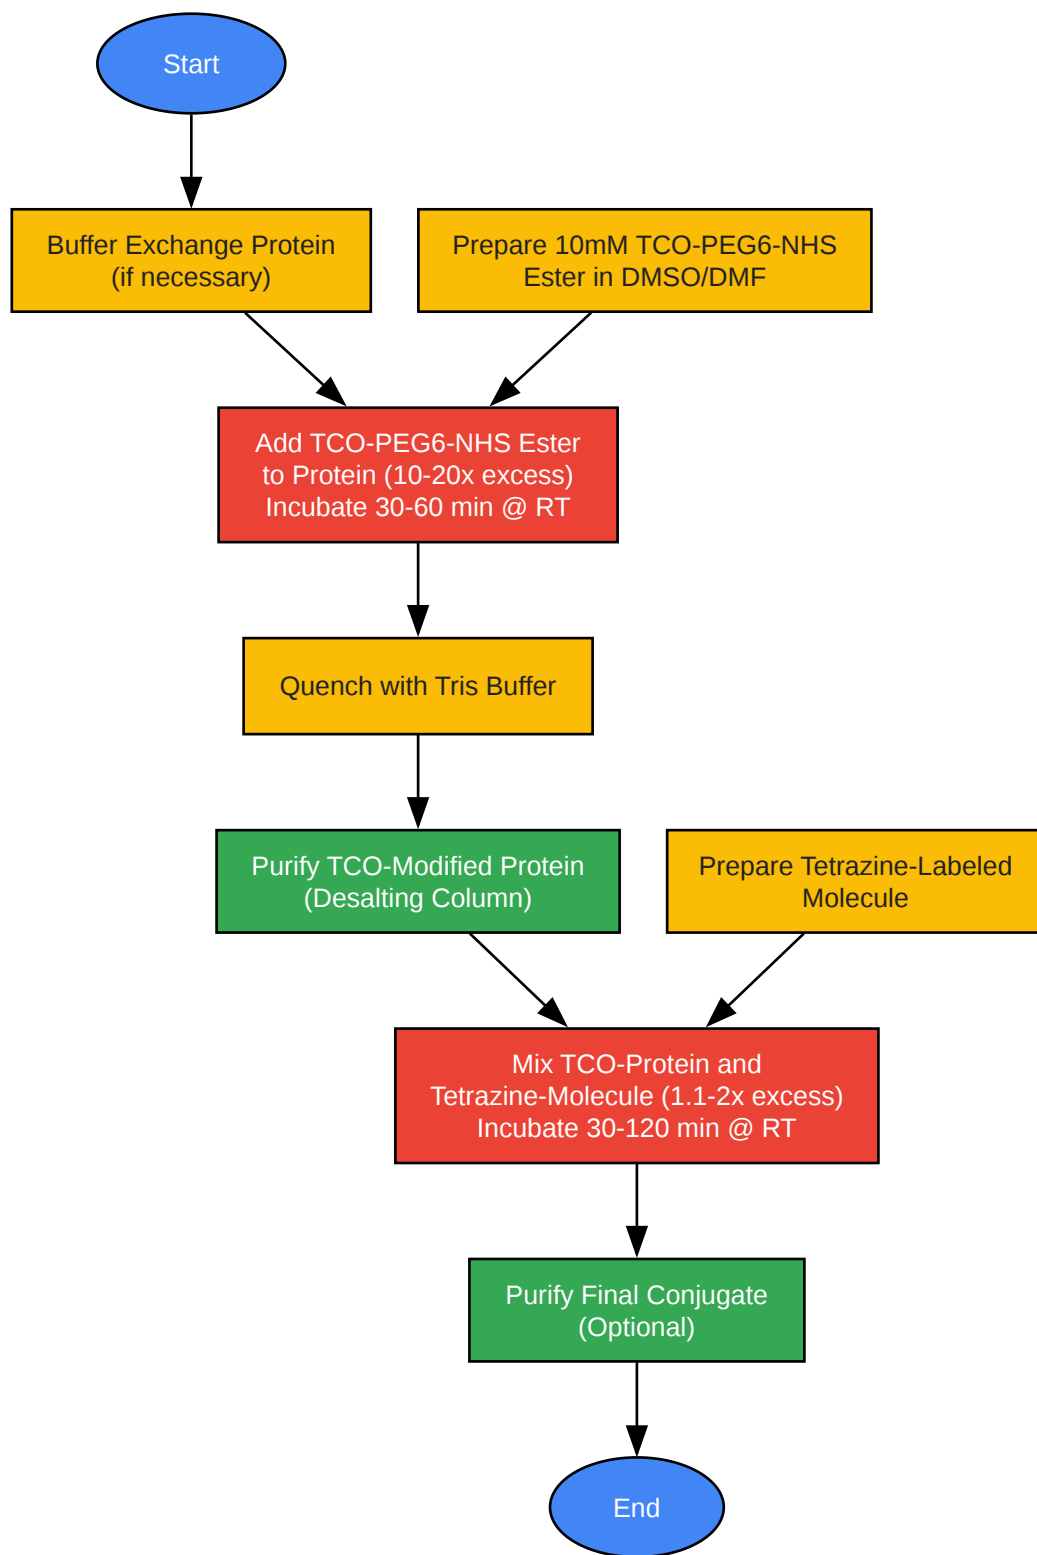 Start
Buffer Exchange Protein
(if necessary)
Prepare 10mM TCO-PEG6-NHS
Ester in DMSO/DMF
Add TCO-PEG6-NHS Ester
to Protein (10-20x excess)
Incubate 30-60 min @ RT
Quench with Tris Buffer
Purify TCO-Modified Protein
(Desalting Column)
Prepare Tetrazine-Labeled
Molecule
Mix TCO-Protein and
Tetrazine-Molecule (1.1-2x excess)
Incubate 30-120 min @ RT
Purify Final Conjugate
(Optional)
End